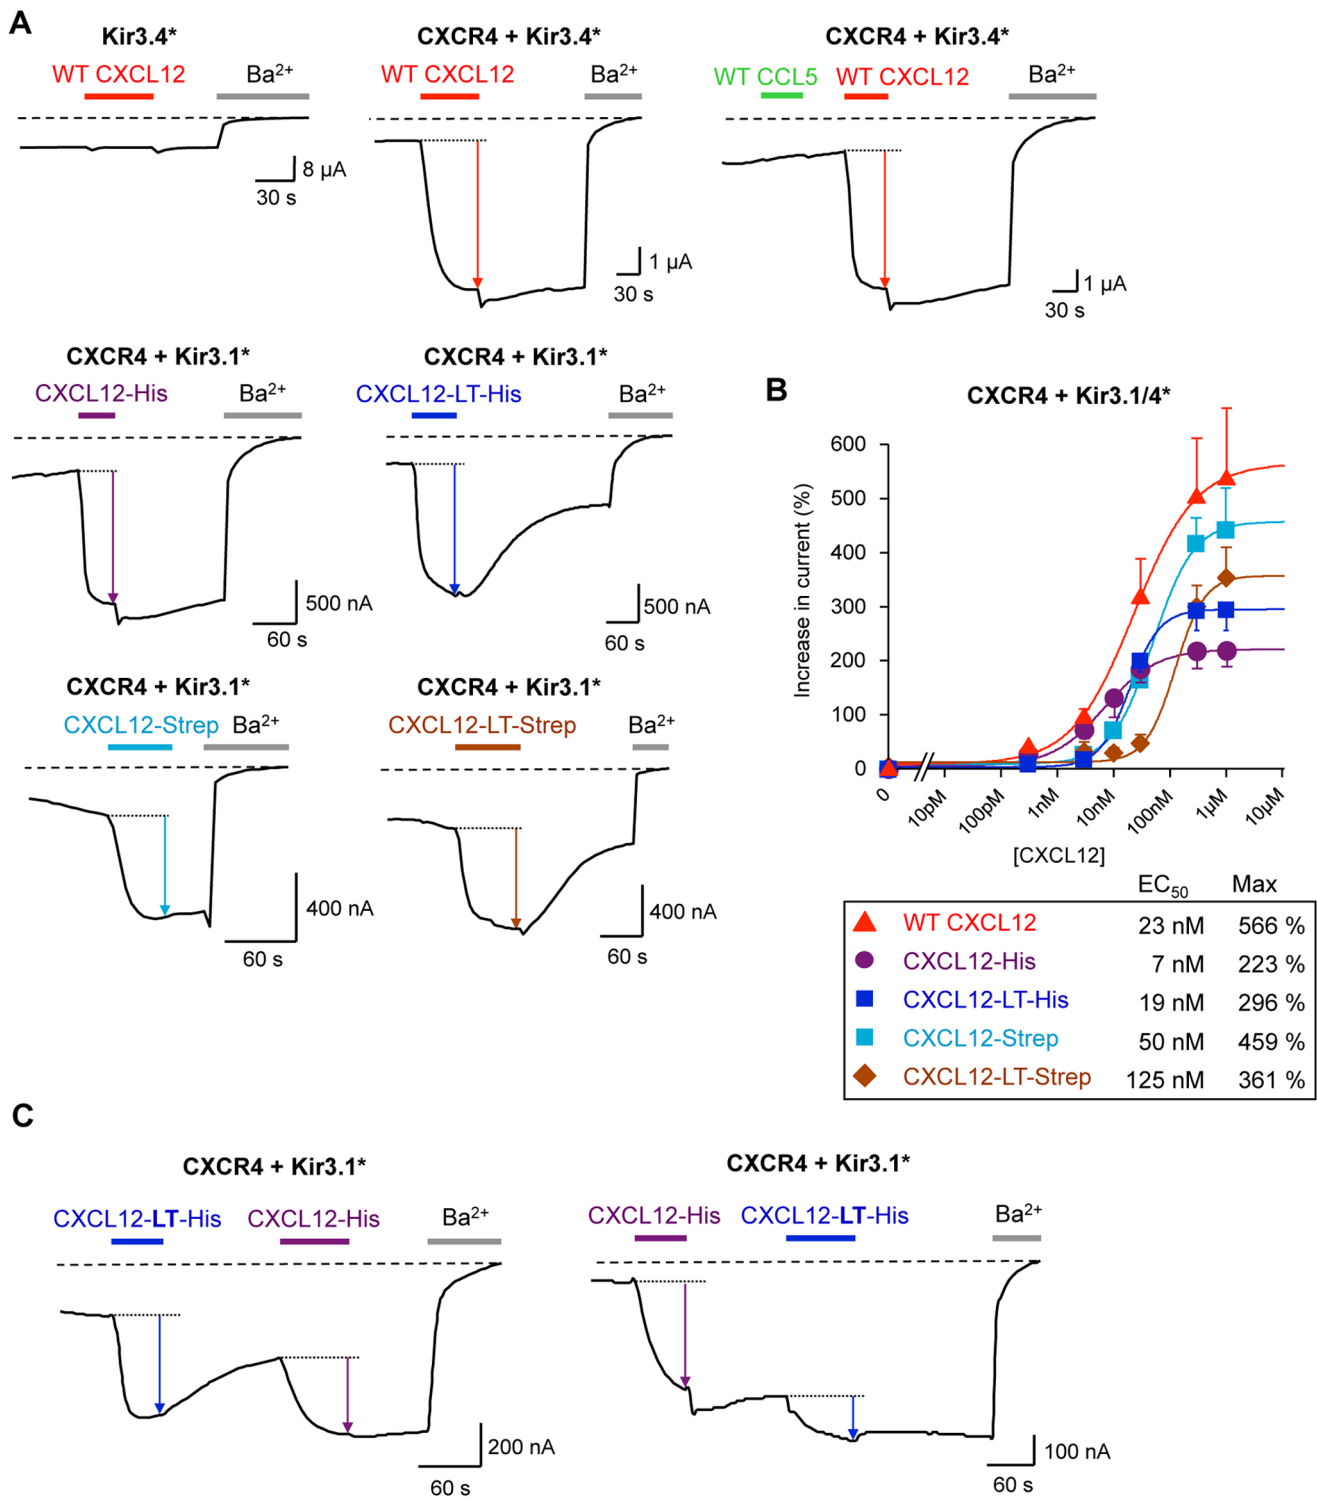 A
Kir3.4*
WT CXCL12
Ba2+
8 µA
30 s
CXCR4 + Kir3.4*
WT CXCL12
Ba2+
1 µA
30 s
CXCR4 + Kir3.4*
WT CCL5
WT CXCL12
Ba2+
1 µA
30 s
CXCR4 + Kir3.1*
CXCL12-His
Ba2+
500 nA
60 s
CXCR4 + Kir3.1*
CXCL12-LT-His
Ba2+
500 nA
60 s
CXCR4 + Kir3.1*
CXCL12-Strep
Ba2+
400 nA
60 s
CXCR4 + Kir3.1*
CXCL12-LT-Strep
Ba2+
400 nA
60 s
B
CXCR4 + Kir3.1/4*
Increase in current (%)
600
500
400
300
200
100
0
0
10pM
100pM
1nM
10nM
100nM
1µM
10µM
[CXCL12]
EC50 Max
WT CXCL12 23 nM 566 %
CXCL12-His 7 nM 223 %
CXCL12-LT-His 19 nM 296 %
CXCL12-Strep 50 nM 459 %
CXCL12-LT-Strep 125 nM 361 %
C
CXCR4 + Kir3.1*
CXCL12-LT-His
CXCL12-His
Ba2+
200 nA
60 s
CXCR4 + Kir3.1*
CXCL12-His
CXCL12-LT-His
Ba2+
100 nA
60 s